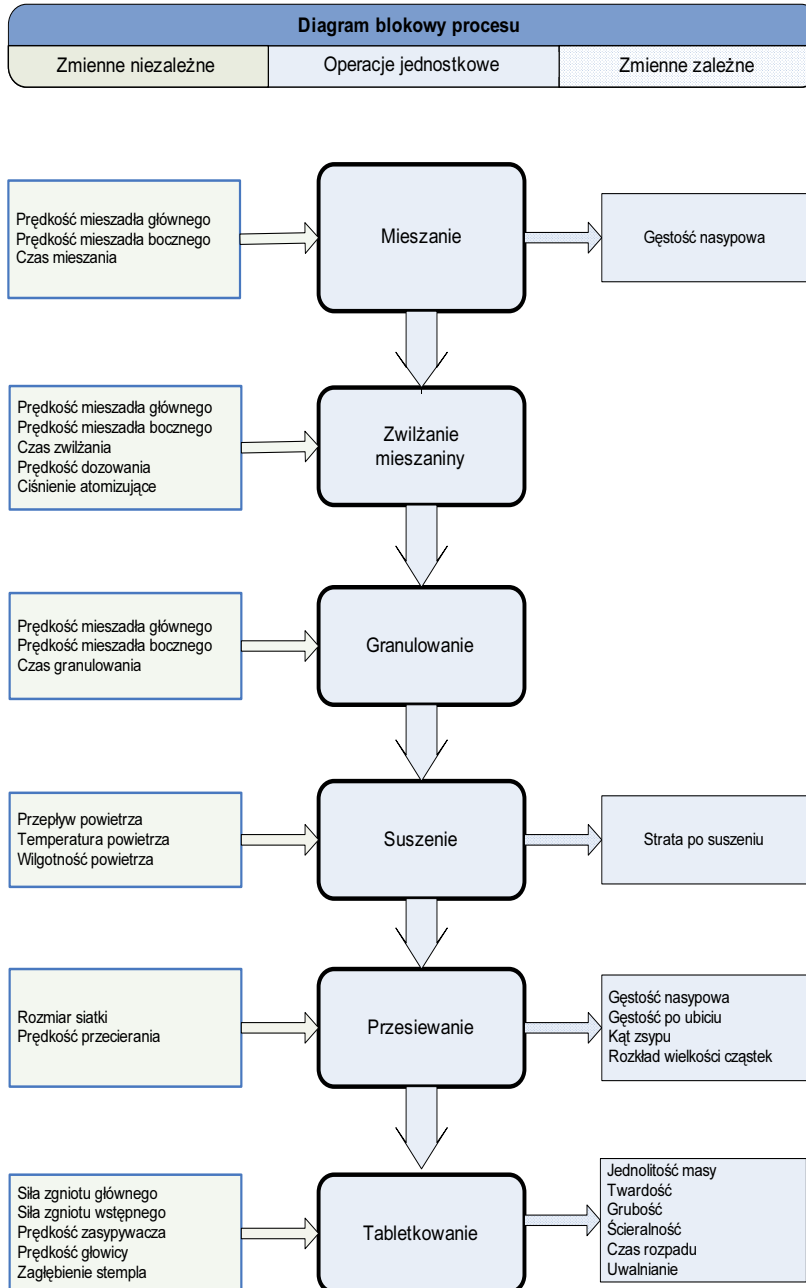 Diagram blokowy procesu
Zmienne niezależne
Operacje jednostkowe
Zmienne zależne
Prędkość mieszadła głównego
Prędkość mieszadła bocznego
Czas mieszania
Mieszanie
Gęstość nasypowa
Prędkość mieszadła głównego
Prędkość mieszadła bocznego
Czas zwilżania
Prędkość dozowania
Ciśnienie atomizujące
Zwilżanie
mieszaniny
Prędkość mieszadła głównego
Prędkość mieszadła bocznego
Czas granulowania
Granulowanie
Przepływ powietrza
Temperatura powietrza
Wilgotność powietrza
Suszenie
Strata po suszeniu
Rozmiar siatki
Prędkość przecierania
Przesiewanie
Gęstość nasypowa
Gęstość po ubiciu
Kąt zsypu
Rozkład wielkości cząstek
Siła zgniotu głównego
Siła zgniotu wstępnego
Prędkość zasypywacza
Prędkość głowicy
Zagłębienie stempla
Tabletkowanie
Jednolitość masy
Twardość
Grubość
Ścieralność
Czas rozpadu
Uwalnianie